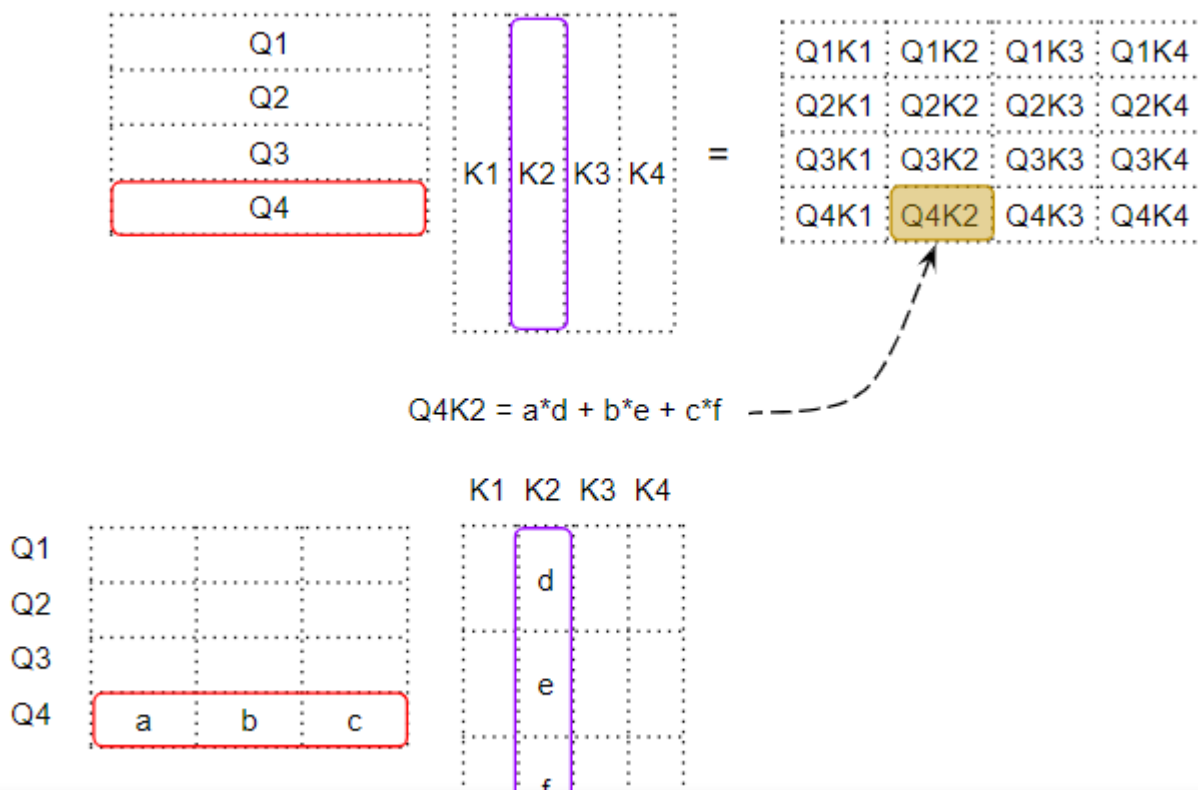 Q1
Q2
Q3
Q4
K1 K2 K3 K4
=
Q1K1 Q1K2 Q1K3 Q1K4
Q2K1 Q2K2 Q2K3 Q2K4
Q3K1 Q3K2 Q3K3 Q3K4
Q4K1 Q4K2 Q4K3 Q4K4
Q4K2 = a*d + b*e + c*f
Q1
Q2
Q3
Q4
a b c
K1 K2 K3 K4
d
e
f